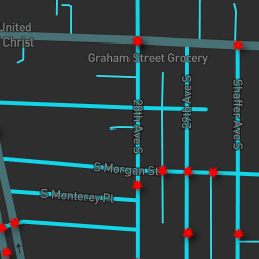 United
Christ
Graham Street Grocery
28th Ave S
29th Ave S
Shaffer Ave S
S Morgan St
S Monterey Pl